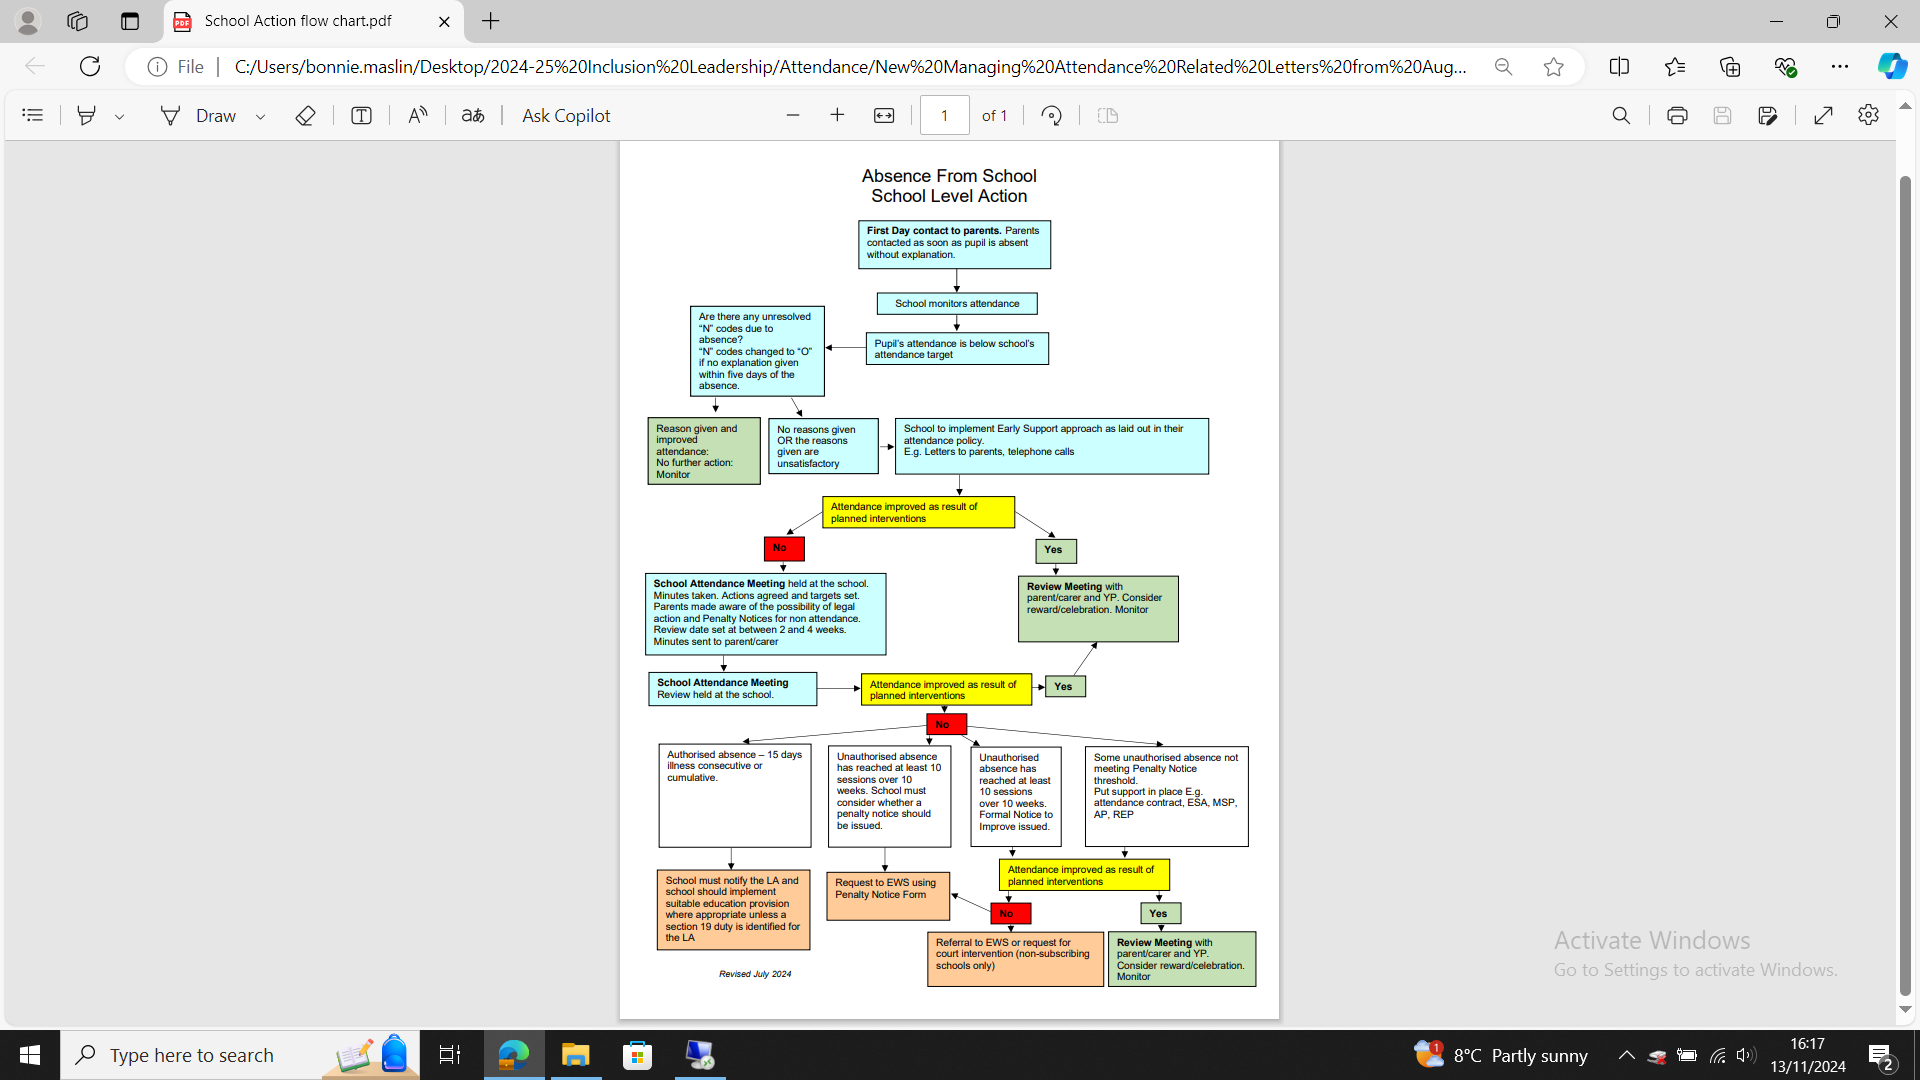 School Action flow chart.pdf
File
C:/Users/bonnie.maslin/Desktop/2024-25%20Inclusion%20Leadership/Attendance/New%20Managing%20Attendance%20Related%20Letters%20from%20Aug...
Draw
Ask Copilot
1
of 1
Absence From School
School Level Action
First Day contact to parents. Parents
contacted as soon as pupil is absent
without explanation.
School monitors attendance
Pupil's attendance is below school's
attendance target
Are there any unresolved
"N" codes due to
absence?
"N" codes changed to "O"
if no explanation given
within five days of the
absence.
Reason given and
improved
attendance:
No further action:
Monitor
No reasons given
OR the reasons
given are
unsatisfactory
School to implement Early Support approach as laid out in their
attendance policy.
E.g. Letters to parents, telephone calls
Attendance improved as result of
planned interventions
No
Yes
School Attendance Meeting held at the school.
Minutes taken. Actions agreed and targets set.
Parents made aware of the possibility of legal
action and Penalty Notices for non attendance.
Review date set at between 2 and 4 weeks.
Minutes sent to parent/carer
Review Meeting with
parent/carer and YP. Consider
reward/celebration. Monitor
School Attendance Meeting
Review held at the school.
Attendance improved as result of
planned interventions
Yes
No
Authorised absence – 15 days
illness consecutive or
cumulative.
Unauthorised absence
has reached at least 10
sessions over 10
weeks. School must
consider whether a
penalty notice should
be issued.
Unauthorised
absence has
reached at least
10 sessions
over 10 weeks.
Formal Notice to
Improve issued.
Some unauthorised absence not
meeting Penalty Notice
threshold.
Put support in place E.g.
attendance contract, ESA, MSP,
AP, REP
Attendance improved as result of
planned interventions
School must notify the LA and
school should implement
suitable education provision
where appropriate unless a
section 19 duty is identified for
the LA
Request to EWS using
Penalty Notice Form
No
Yes
Referral to EWS or request for
court intervention (non-subscribing
schools only)
Review Meeting with
parent/carer and YP.
Consider reward/celebration.
Monitor
Revised July 2024
Activate Windows
Go to Settings to activate Windows.
Type here to search
1
8°C Partly sunny
16:17
13/11/2024
2